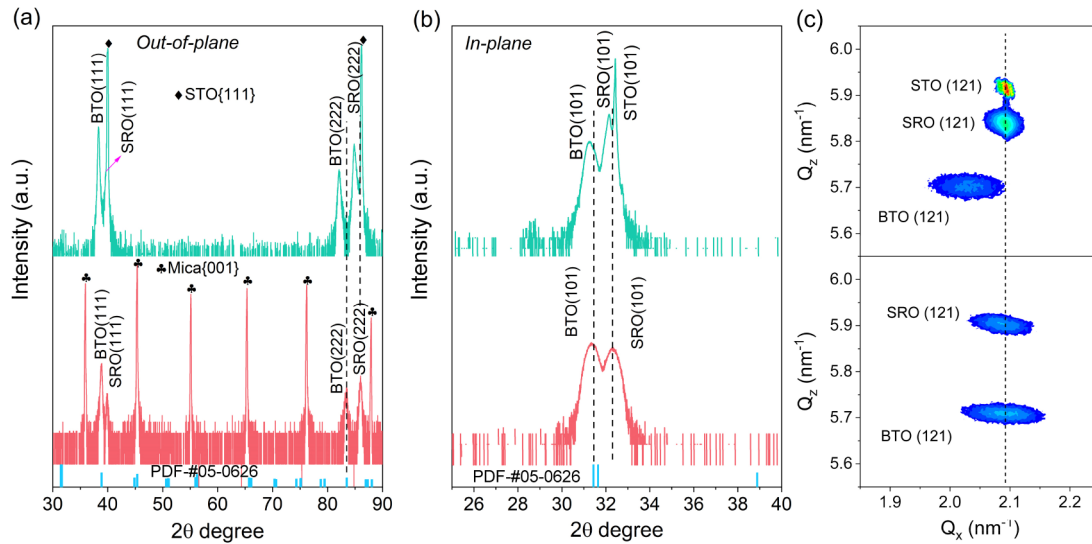 (a)
Out-of-plane
♦STO{111}
BTO(111)
SRO(111)
BTO(222)
SRO(222)
♣Mica{001}
BTO(111)
SRO(111)
BTO(222)
SRO(222)
PDF-#05-0626
30 40 50 60 70 80 90
2θ degree
Intensity (a.u.)
(b)
In-plane
BTO(101)
SRO(101)
STO(101)
BTO(101)
SRO(101)
PDF-#05-0626
26 28 30 32 34 36 38 40
2θ degree
Intensity (a.u.)
(c)
6.0
5.9
5.8
5.7
5.6
Qz (nm⁻¹)
STO (121)
SRO (121)
BTO (121)
6.0
5.9
5.8
5.7
5.6
5.5
Qz (nm⁻¹)
SRO (121)
BTO (121)
1.9 2.0 2.1 2.2
Qx (nm⁻¹)